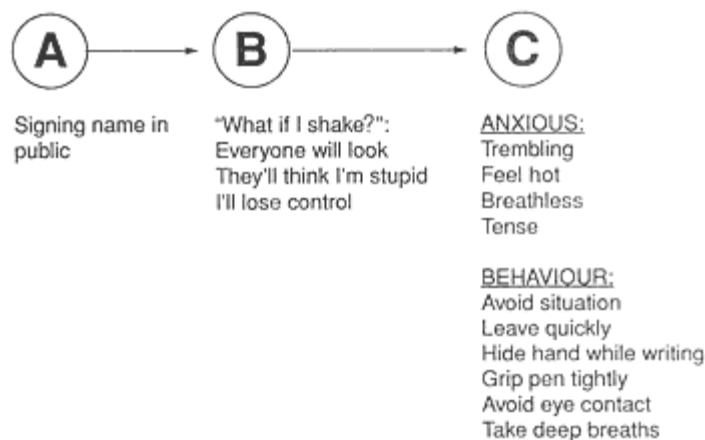 A
B
C
Signing name in
public
"What if I shake?":
Everyone will look
They'll think I'm stupid
I'll lose control
ANXIOUS:
Trembling
Feel hot
Breathless
Tense
BEHAVIOUR:
Avoid situation
Leave quickly
Hide hand while writing
Grip pen tightly
Avoid eye contact
Take deep breaths